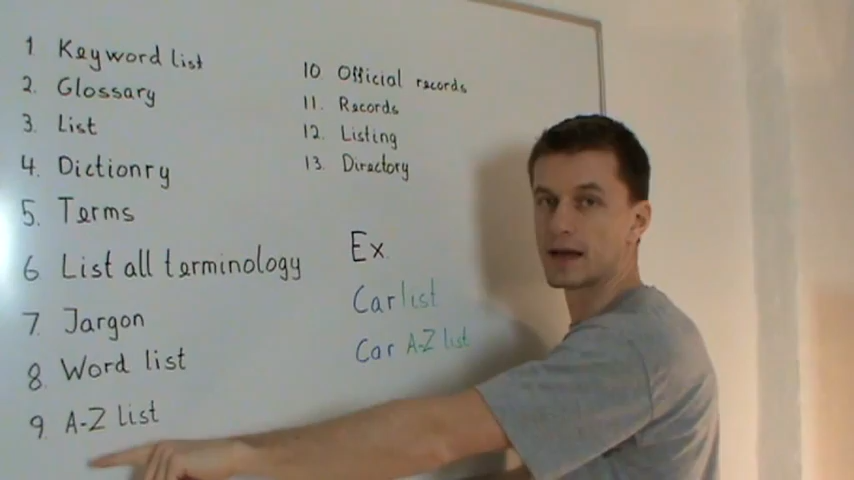 1 Keyword list
2. Glossary
3. List
4. Dictionry
5. Terms
6 List all terminology
7. Jargon
8. Word list
9. A-Z list
10. Official records
11. Records
12. Listing
13. Directory
Ex.
Car list
Car A-Z list